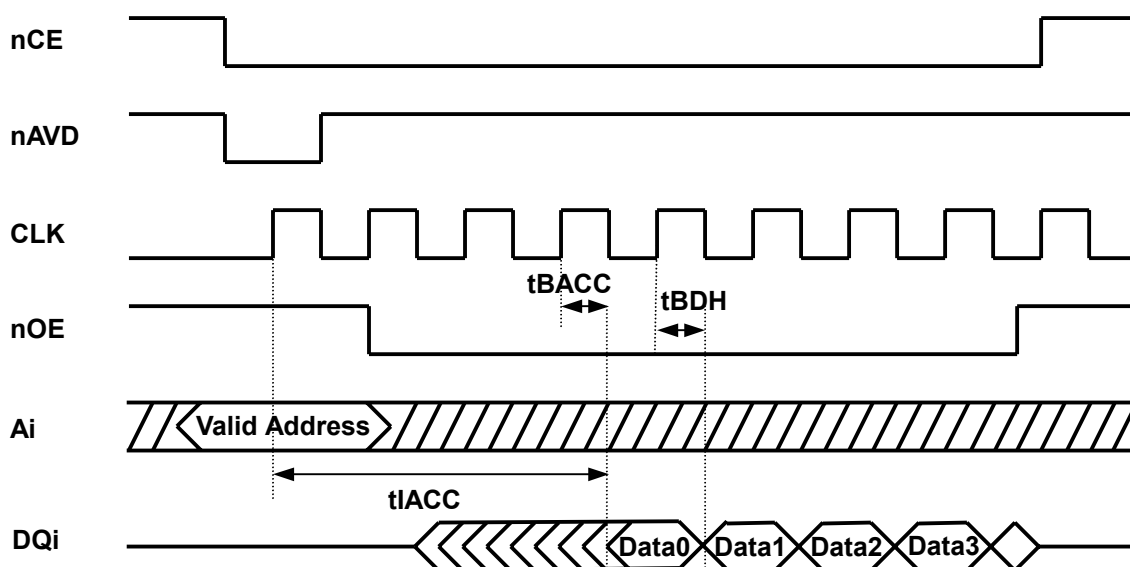 nCE
nAVD
CLK
tBACC
tBDH
nOE
Ai
Valid Address
tIACC
DQi
Data0
Data1
Data2
Data3